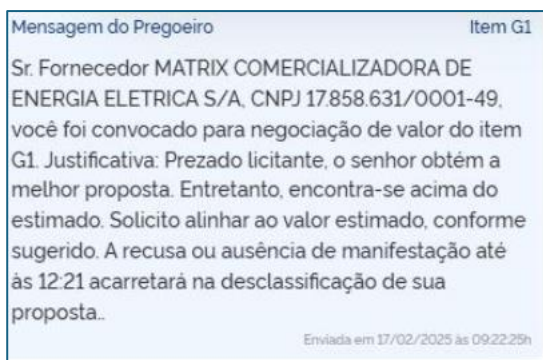 Mensagem do Pregoeiro Item G1
Sr. Fornecedor MATRIX COMERCIALIZADORA DE
ENERGIA ELETRICA S/A, CNPJ 17.858.631/0001-49,
você foi convocado para negociação de valor do item
G1. Justificativa: Prezado licitante, o senhor obtém a
melhor proposta. Entretanto, encontra-se acima do
estimado. Solicito alinhar ao valor estimado, conforme
sugerido. A recusa ou ausência de manifestação até
às 12:21 acarretará na desclassificação de sua
proposta..
Enviada em 17/02/2025 às 09:22:25h